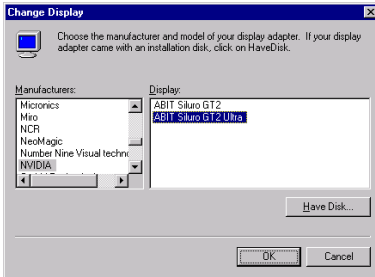 Change Display
Choose the manufacturer and model of your display adapter. If your display
adapter came with an installation disk, click on HaveDisk.
Manufacturers:
Micronics
Miro
NCR
NeoMagic
Number Nine Visual techno
NVIDIA
Display:
ABIT Siluro GT2
ABIT Siluro GT2 Ultra
Have Disk...
OK
Cancel